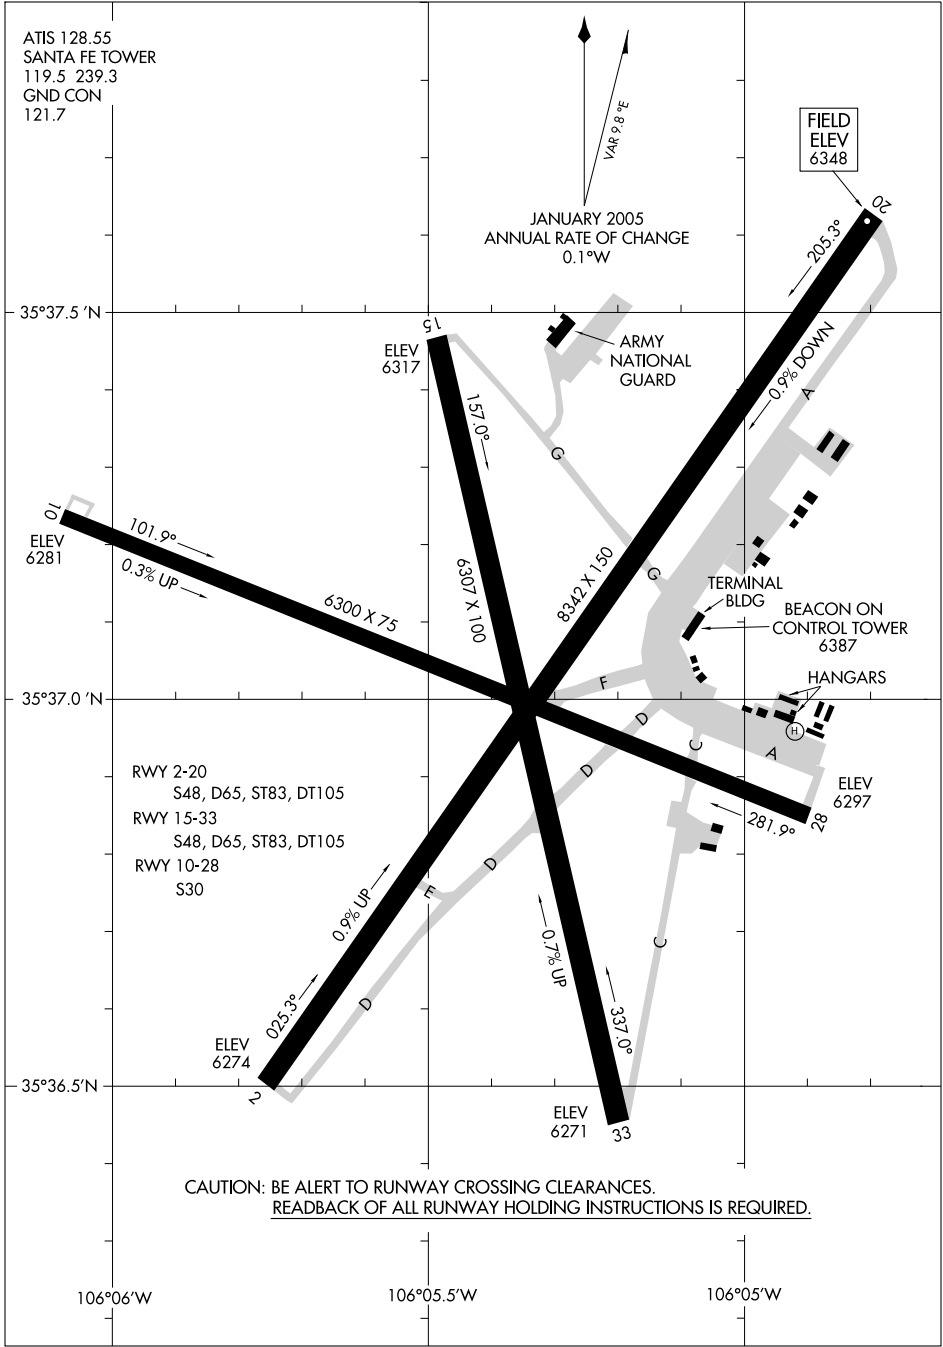 ATIS 128.55
SANTA FE TOWER
119.5 239.3
GND CON
121.7
VAR 9.8 °E
JANUARY 2005
ANNUAL RATE OF CHANGE
0.1°W
FIELD
ELEV
6348
20
205.3°
0.9% DOWN
A
35°37.5 'N
15
ELEV
6317
157.0°
ARMY
NATIONAL
GUARD
G
10
ELEV
6281
101.9°
0.3% UP
6300 X 75
6307 X 100
8342 X 150
G
TERMINAL
BLDG
BEACON ON
CONTROL TOWER
6387
HANGARS
35°37.0 'N
F
D
C
A
H
D
ELEV
6297
28
281.9°
RWY 2-20
S48, D65, ST83, DT105
RWY 15-33
S48, D65, ST83, DT105
RWY 10-28
S30
D
E
0.9% UP
0.7% UP
C
D
025.3°
337.0°
ELEV
6274
2
35°36.5'N
ELEV
6271
33
CAUTION: BE ALERT TO RUNWAY CROSSING CLEARANCES.
READBACK OF ALL RUNWAY HOLDING INSTRUCTIONS IS REQUIRED.
106°06'W
106°05.5'W
106°05'W